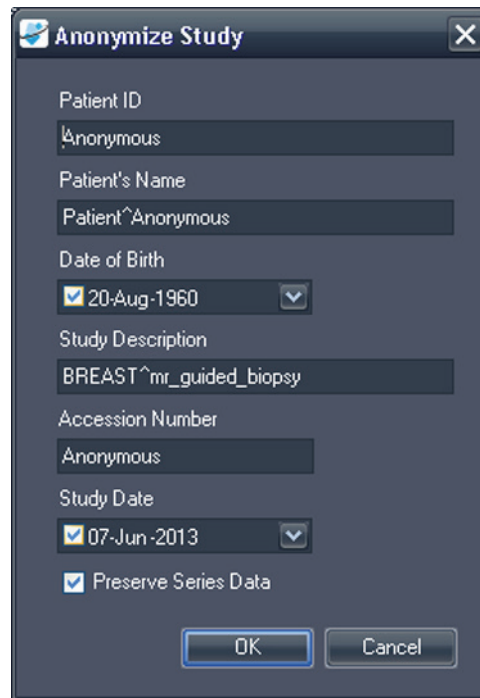 Anonymize Study
Patient ID
Anonymous
Patient's Name
Patient^Anonymous
Date of Birth
20-Aug-1960
Study Description
BREAST^mr_guided_biopsy
Accession Number
Anonymous
Study Date
07-Jun-2013
Preserve Series Data
OK Cancel